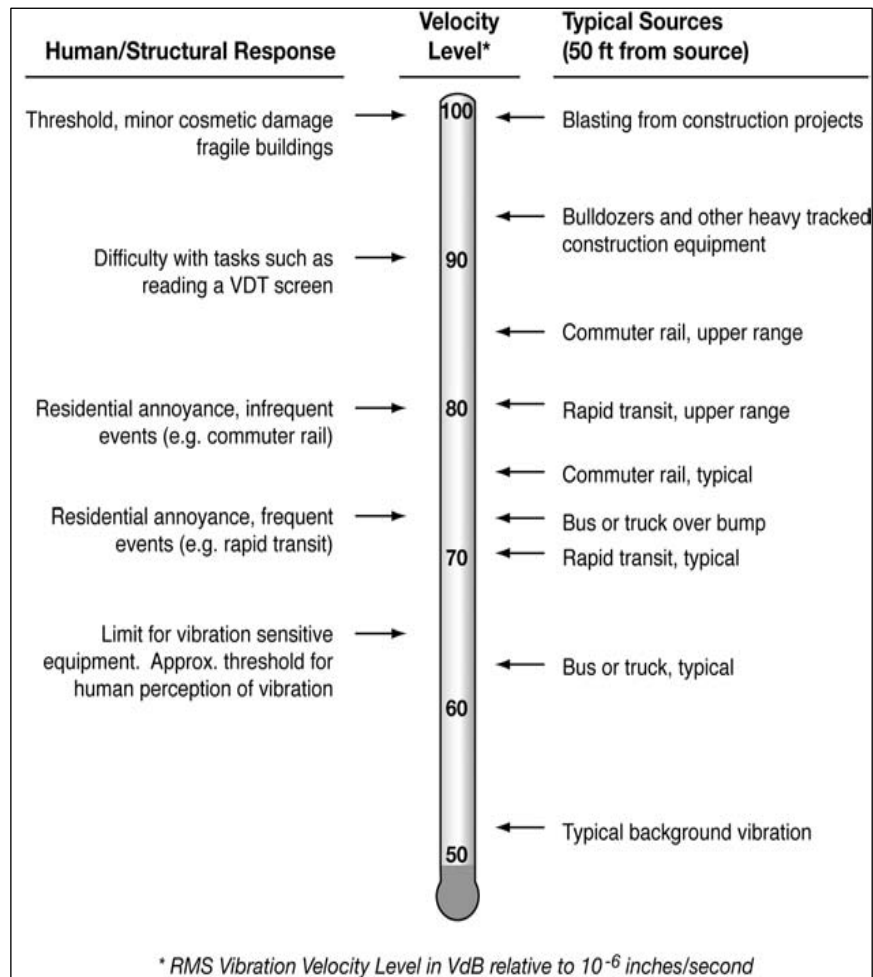 Human/Structural Response
Velocity
Level*
Typical Sources
(50 ft from source)
Threshold, minor cosmetic damage
fragile buildings
100
Blasting from construction projects
Bulldozers and other heavy tracked
construction equipment
Difficulty with tasks such as
reading a VDT screen
90
Commuter rail, upper range
Residential annoyance, infrequent
events (e.g. commuter rail)
80
Rapid transit, upper range
Commuter rail, typical
Residential annoyance, frequent
events (e.g. rapid transit)
Bus or truck over bump
70
Rapid transit, typical
Limit for vibration sensitive
equipment. Approx. threshold for
human perception of vibration
Bus or truck, typical
60
Typical background vibration
50
* RMS Vibration Velocity Level in VdB relative to 10⁻⁶ inches/second